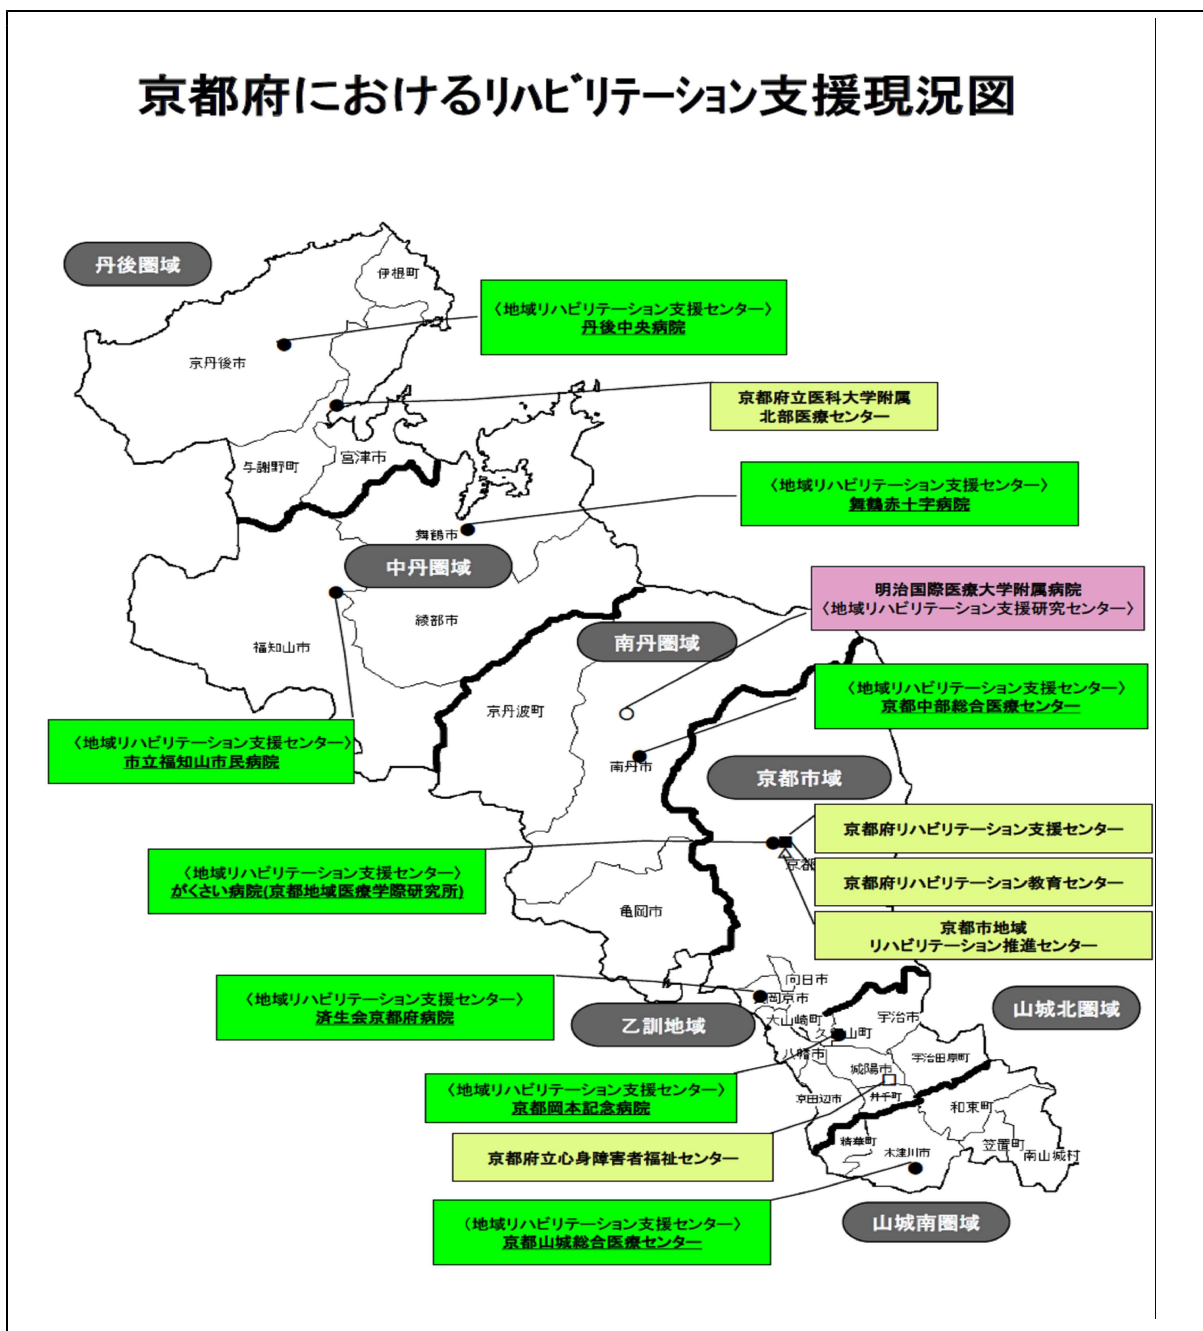 京都府におけるﾘﾊﾋﾞﾘﾃｰｼｮﾝ支援現況図
丹後圏域
伊根町
〈地域リハビリテーション支援センター〉
丹後中央病院
京丹後市
京都府立医科大学附属
北部医療センター
与謝野町
宮津市
〈地域リハビリテーション支援センター〉
舞鶴赤十字病院
舞鶴市
中丹圏域
明治国際医療大学附属病院
〈地域リハビリテーション支援研究センター〉
綾部市
福知山市
南丹圏域
〈地域リハビリテーション支援センター〉
京都中部総合医療センター
京丹波町
〈地域リハビリテーション支援センター〉
市立福知山市民病院
南丹市
京都市域
京都府リハビリテーション支援センター
京都
〈地域リハビリテーション支援センター〉
がくさい病院(京都地域医療学際研究所)
京都府リハビリテーション教育センター
亀岡市
京都市地域
リハビリテーション推進センター
向日市
〈地域リハビリテーション支援センター〉
済生会京都府病院
岡京市
山城北圏域
乙訓地域
大山崎町
宇治市
久山町
八幡市
宇治田原町
城陽市
〈地域リハビリテーション支援センター〉
京都岡本記念病院
京田辺市
井手町
和束町
精華町
笠置町
京都府立心身障害者福祉センター
木津川市
南山城村
〈地域リハビリテーション支援センター〉
京都山城総合医療センター
山城南圏域